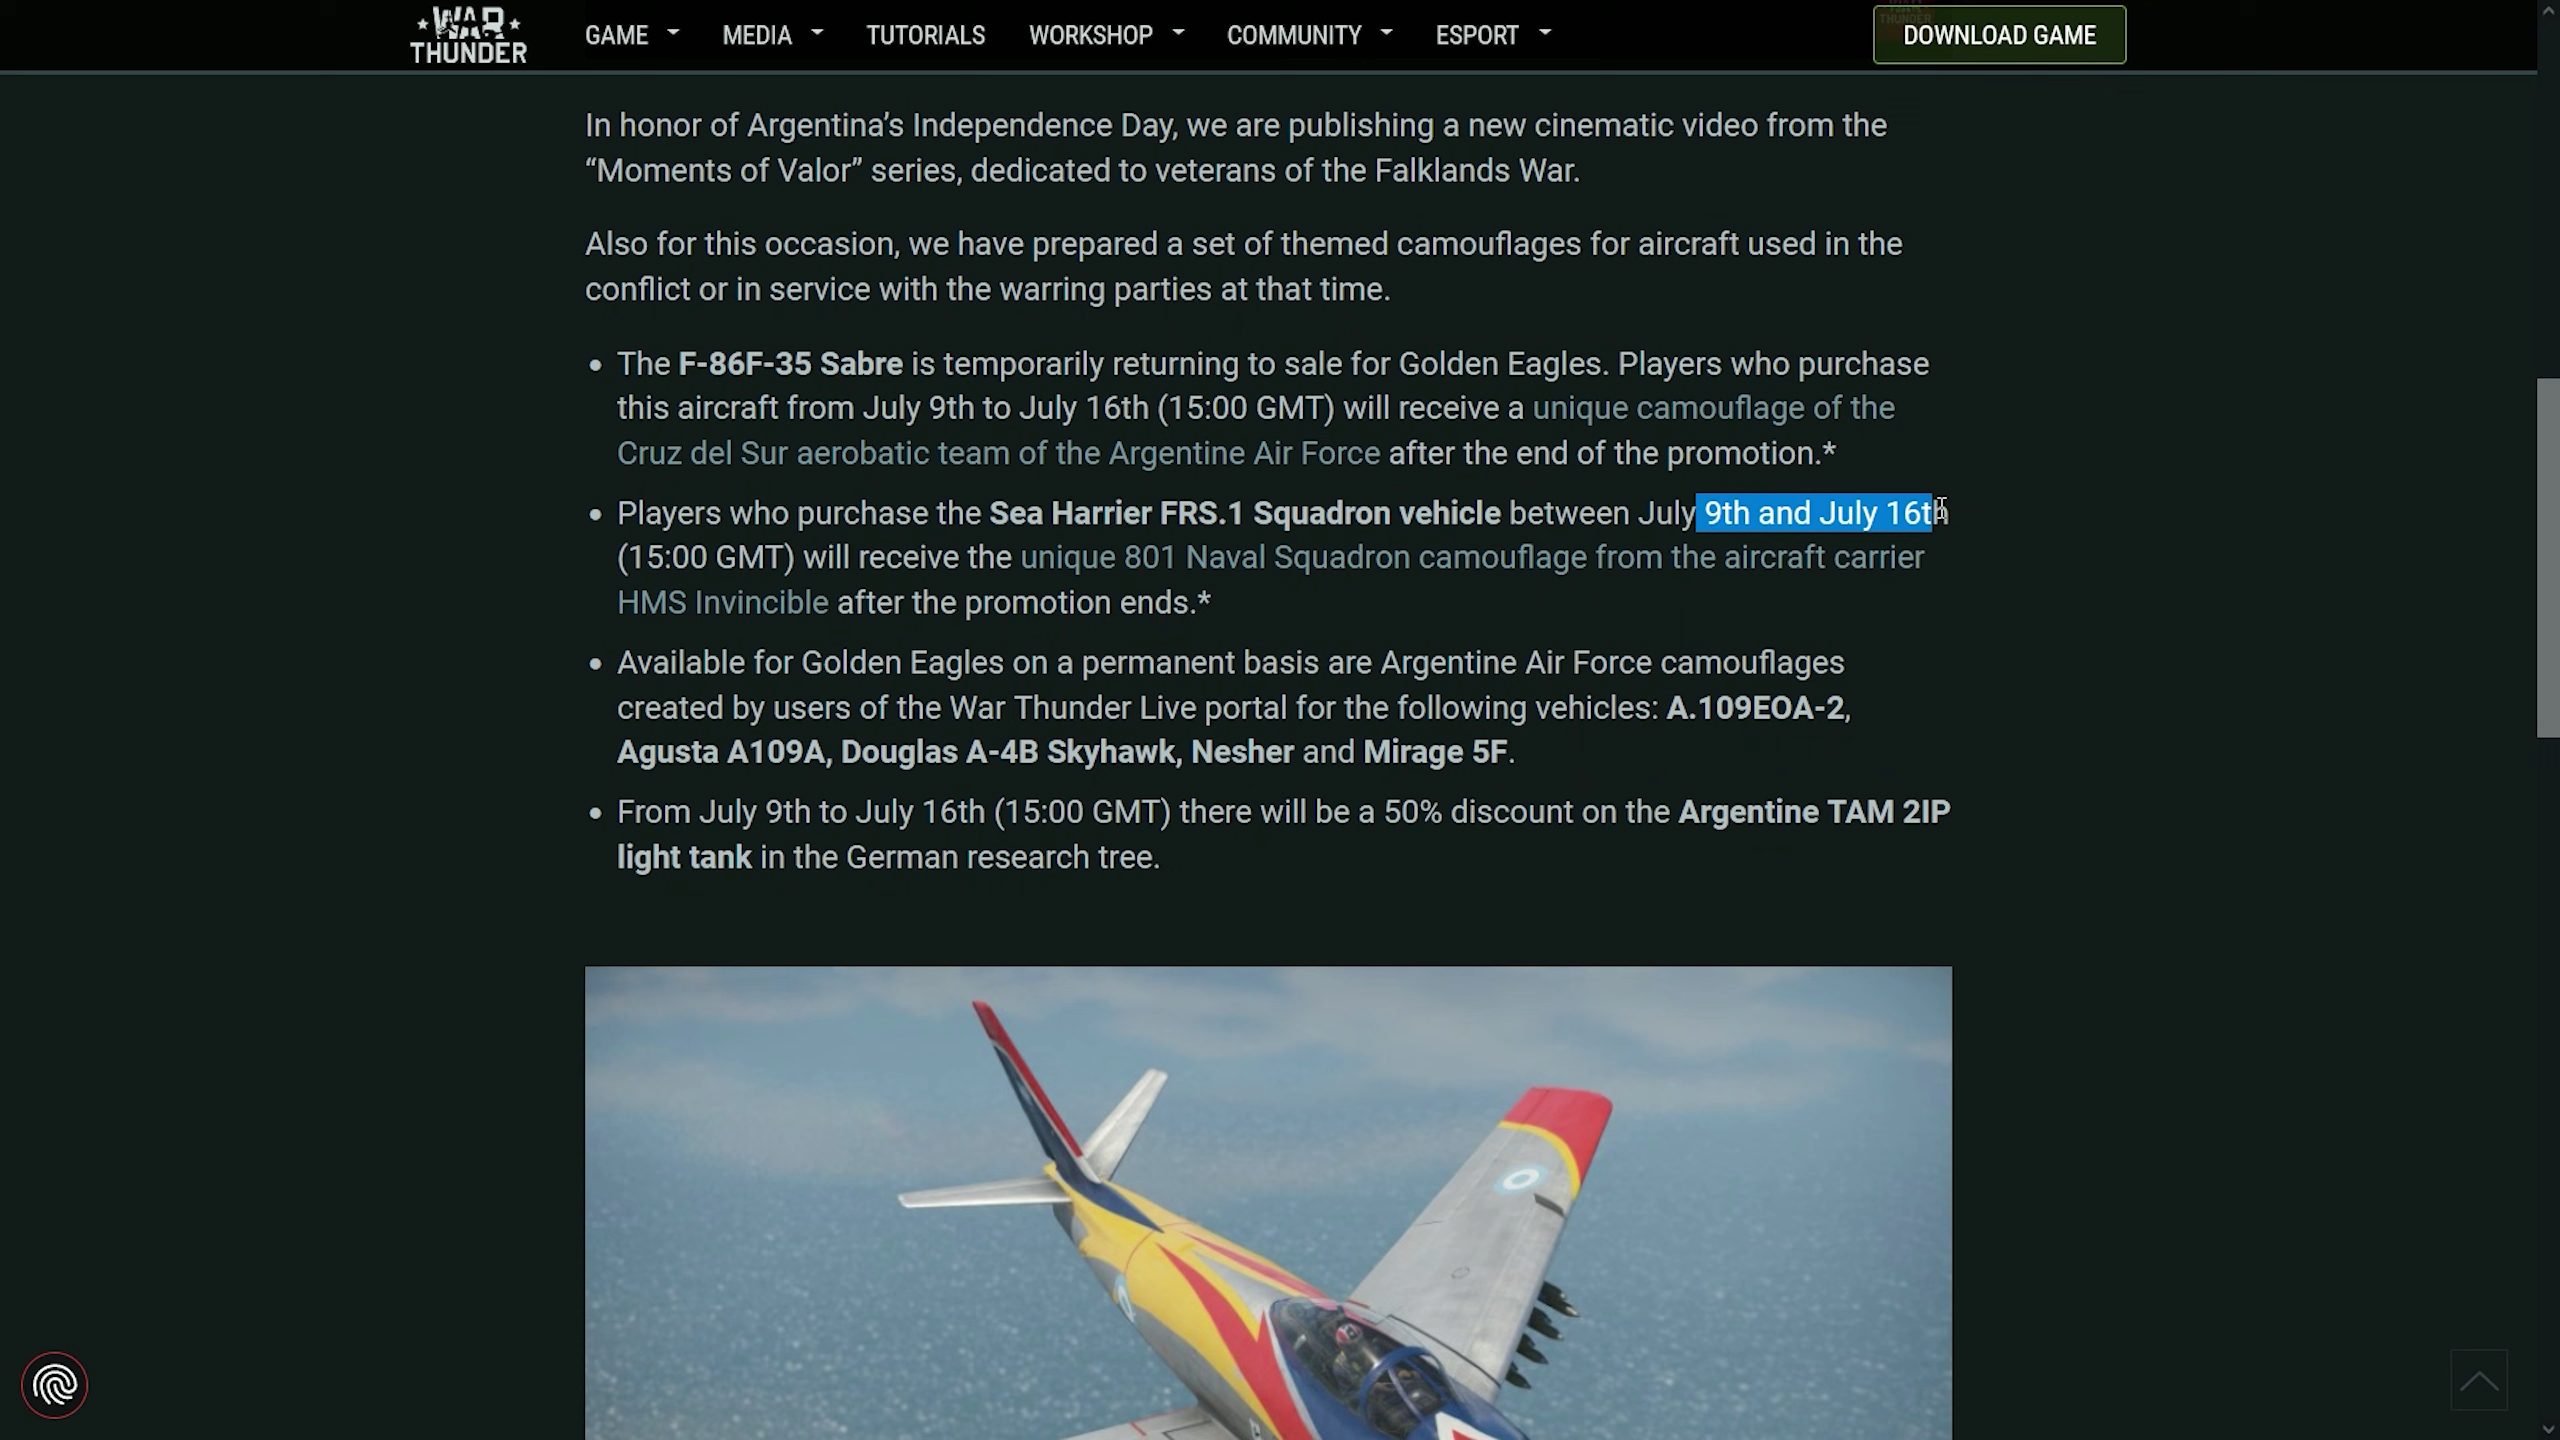 WAR
THUNDER
GAME
MEDIA
TUTORIALS
WORKSHOP
COMMUNITY
ESPORT
DOWNLOAD GAME
In honor of Argentina’s Independence Day, we are publishing a new cinematic video from the
“Moments of Valor” series, dedicated to veterans of the Falklands War.
Also for this occasion, we have prepared a set of themed camouflages for aircraft used in the
conflict or in service with the warring parties at that time.
• The F-86F-35 Sabre is temporarily returning to sale for Golden Eagles. Players who purchase
this aircraft from July 9th to July 16th (15:00 GMT) will receive a unique camouflage of the
Cruz del Sur aerobatic team of the Argentine Air Force after the end of the promotion.*
• Players who purchase the Sea Harrier FRS.1 Squadron vehicle between July 9th and July 16th
(15:00 GMT) will receive the unique 801 Naval Squadron camouflage from the aircraft carrier
HMS Invincible after the promotion ends.*
• Available for Golden Eagles on a permanent basis are Argentine Air Force camouflages
created by users of the War Thunder Live portal for the following vehicles: A.109EOA-2,
Agusta A109A, Douglas A-4B Skyhawk, Nesher and Mirage 5F.
• From July 9th to July 16th (15:00 GMT) there will be a 50% discount on the Argentine TAM 2IP
light tank in the German research tree.